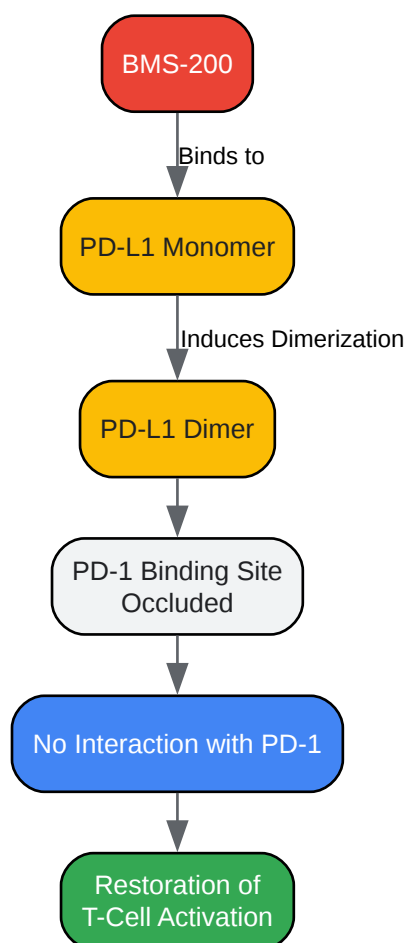 BMS-200
Binds to
PD-L1 Monomer
Induces Dimerization
PD-L1 Dimer
PD-1 Binding Site
Occluded
No Interaction with PD-1
Restoration of
T-Cell Activation